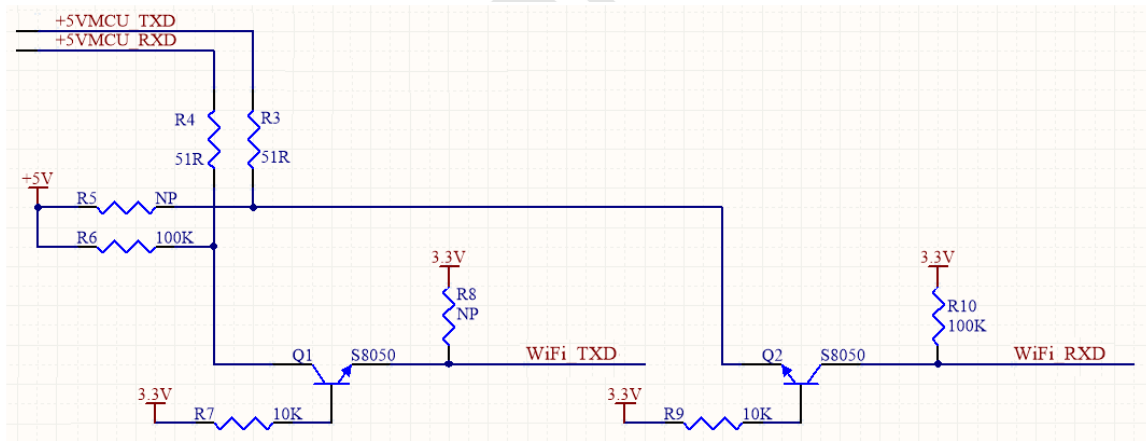 +5VMCU_TXD
+5VMCU_RXD
R4
R3
51R
51R
+5V
R5
NP
R6
100K
3.3V
R8
NP
3.3V
R10
100K
Q1
S8050
WiFi_TXD
Q2
S8050
WiFi_RXD
3.3V
R7
10K
3.3V
R9
10K